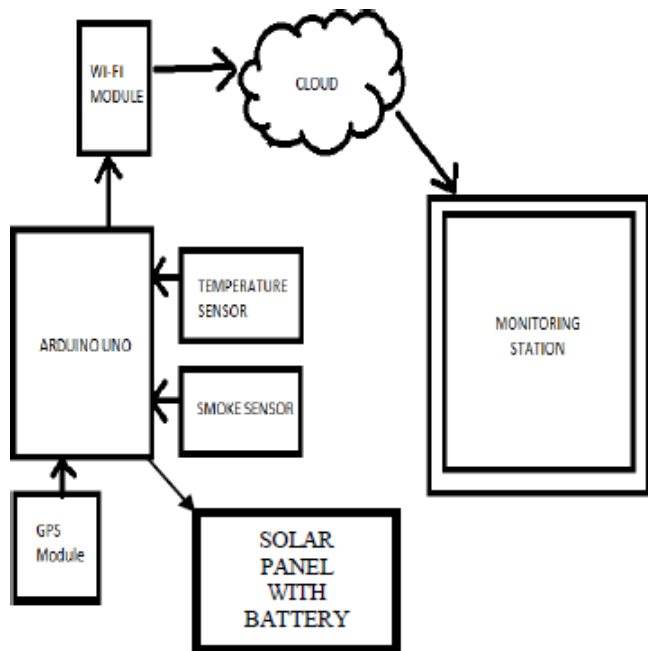 WI-FI
MODULE
CLOUD
TEMPERATURE
SENSOR
ARDUINO UNO
SMOKE SENSOR
MONITORING
STATION
GPS
Module
SOLAR
PANEL
WITH
BATTERY